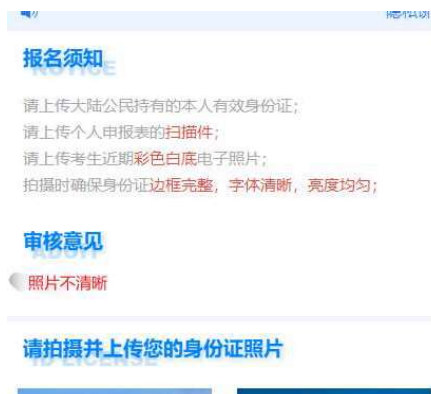 报名须知
NOTICE
请上传大陆公民持有的本人有效身份证；
请上传个人申报表的扫描件；
请上传考生近期彩色白底电子照片；
拍摄时确保身份证边框完整，字体清晰，亮度均匀；
审核意见
照片不清晰
请拍摄并上传您的身份证照片
ID LICENSE